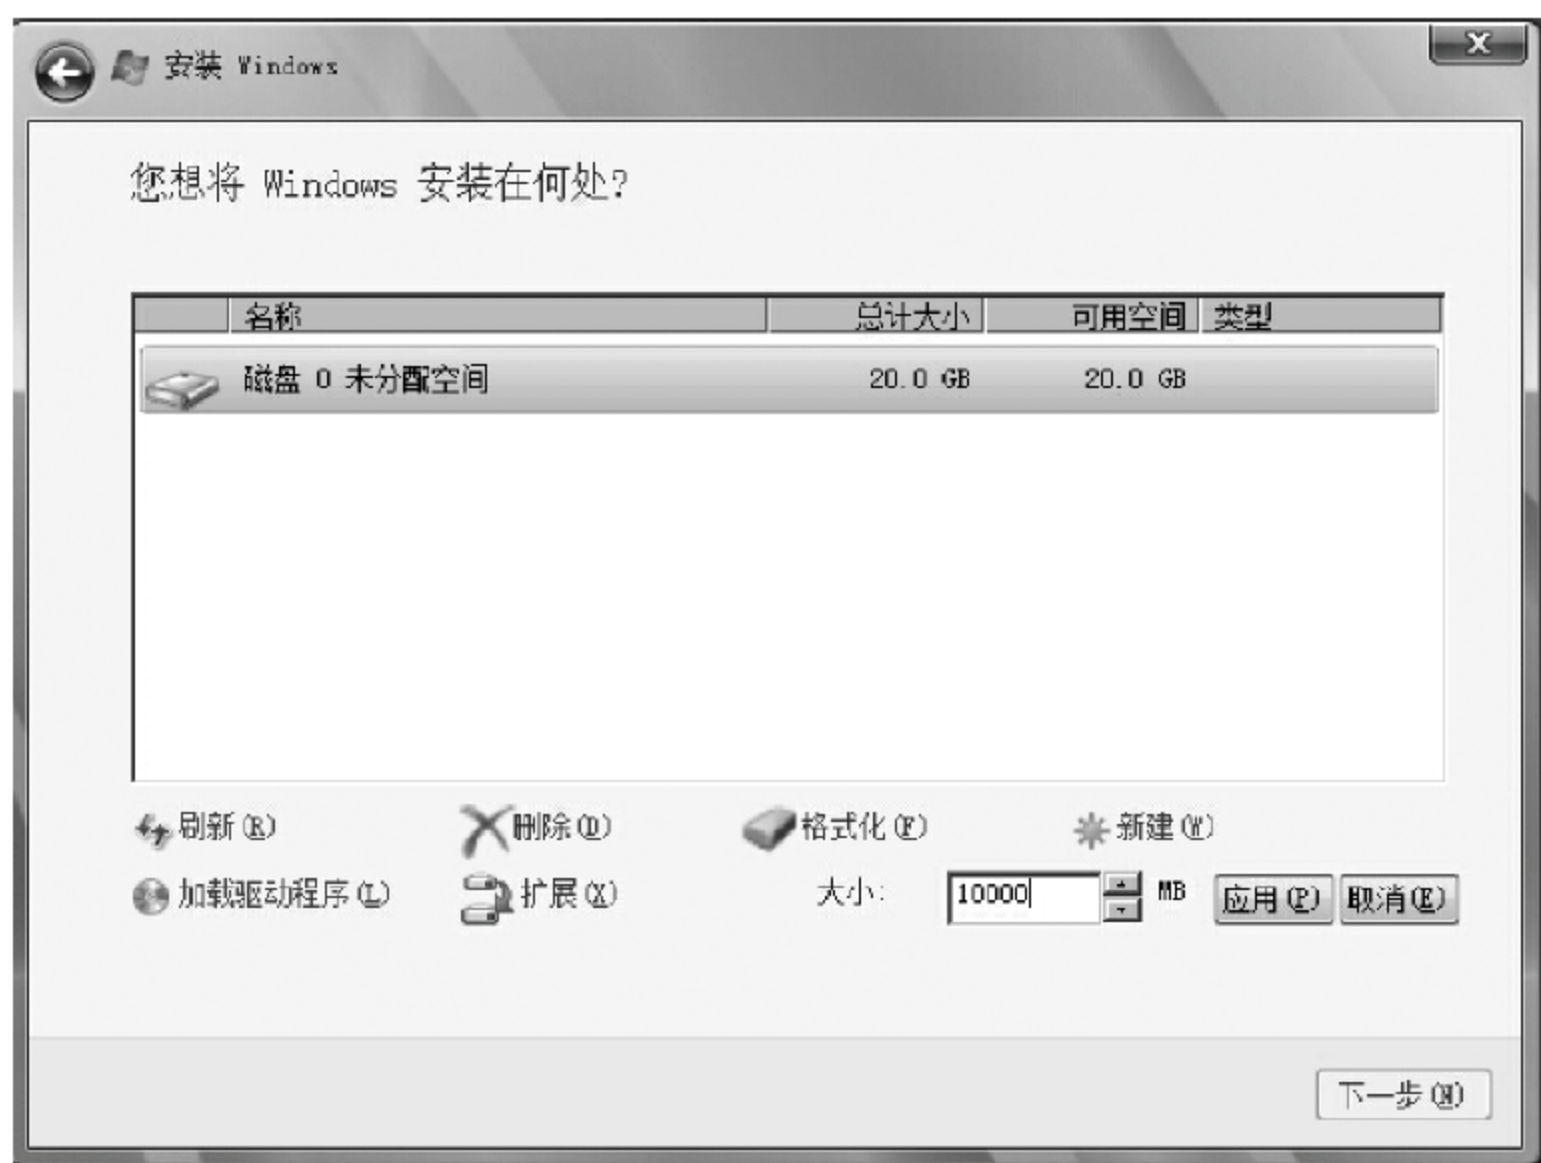 安装 Windows
您想将 Windows 安装在何处?
名称 总计大小 可用空间 类型
磁盘 0 未分配空间 20.0 GB 20.0 GB
刷新(R) 删除(D) 格式化(F) 新建(W)
加载驱动程序(L) 扩展(X) 大小: 10000 MB 应用(P) 取消(E)
下一步(N)